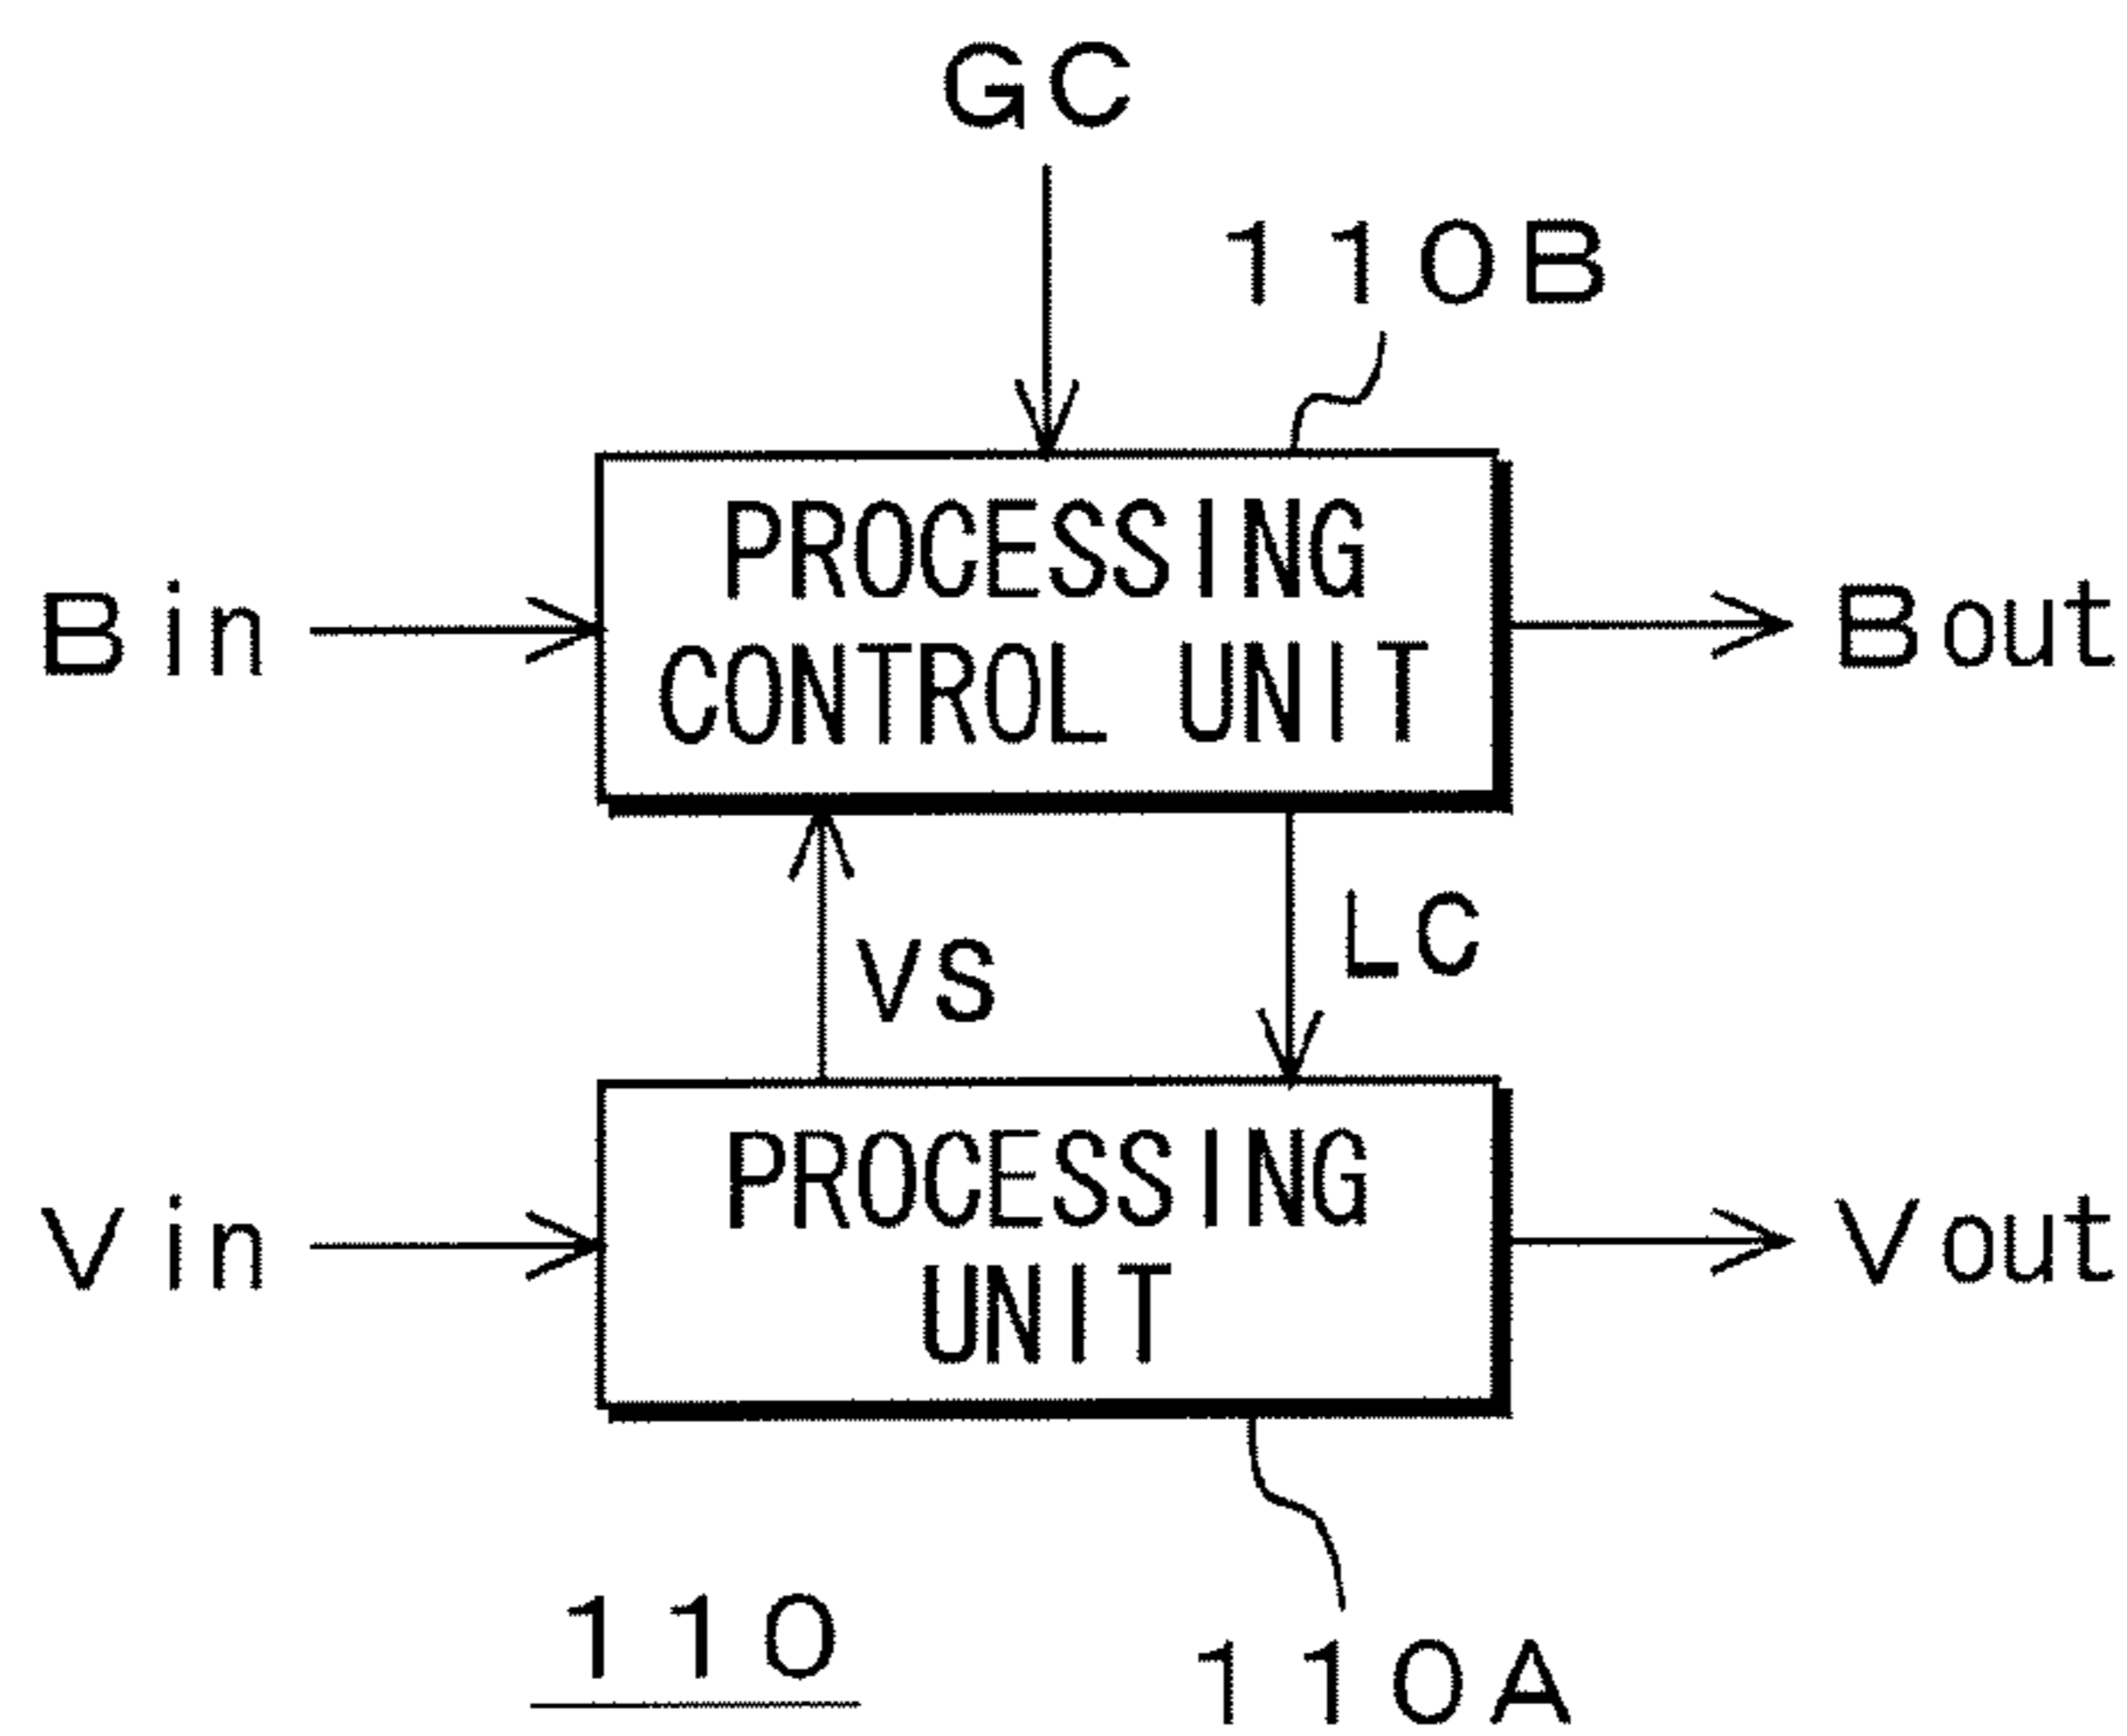 GC
110B
PROCESSING
CONTROL UNIT
Bin
Bout
VS
LC
PROCESSING
UNIT
Vin
Vout
110
110A